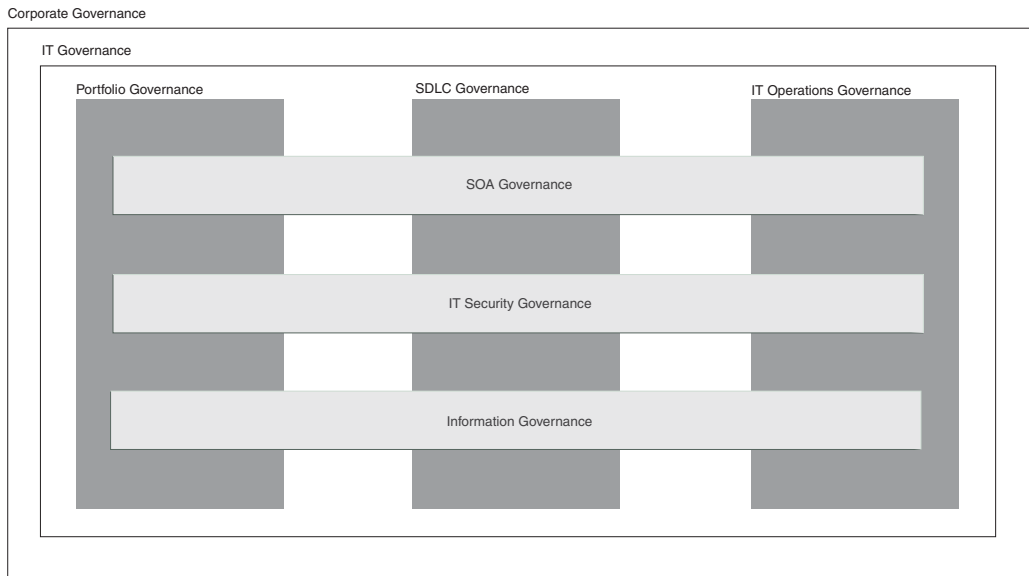 Corporate Governance
IT Governance
Portfolio Governance
SDLC Governance
IT Operations Governance
SOA Governance
IT Security Governance
Information Governance